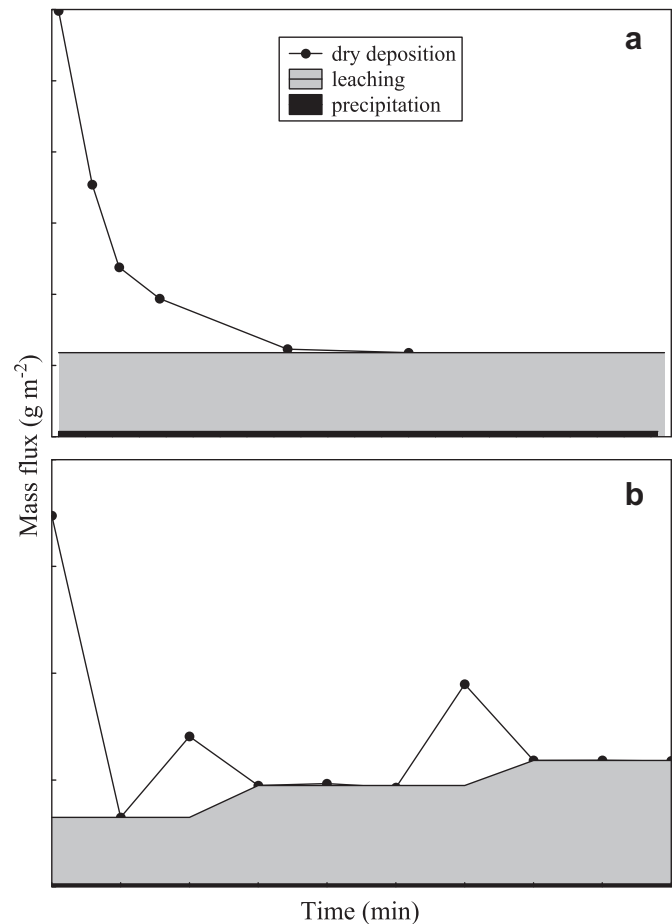 a
dry deposition
leaching
precipitation
Mass flux (g m⁻²)
b
Time (min)